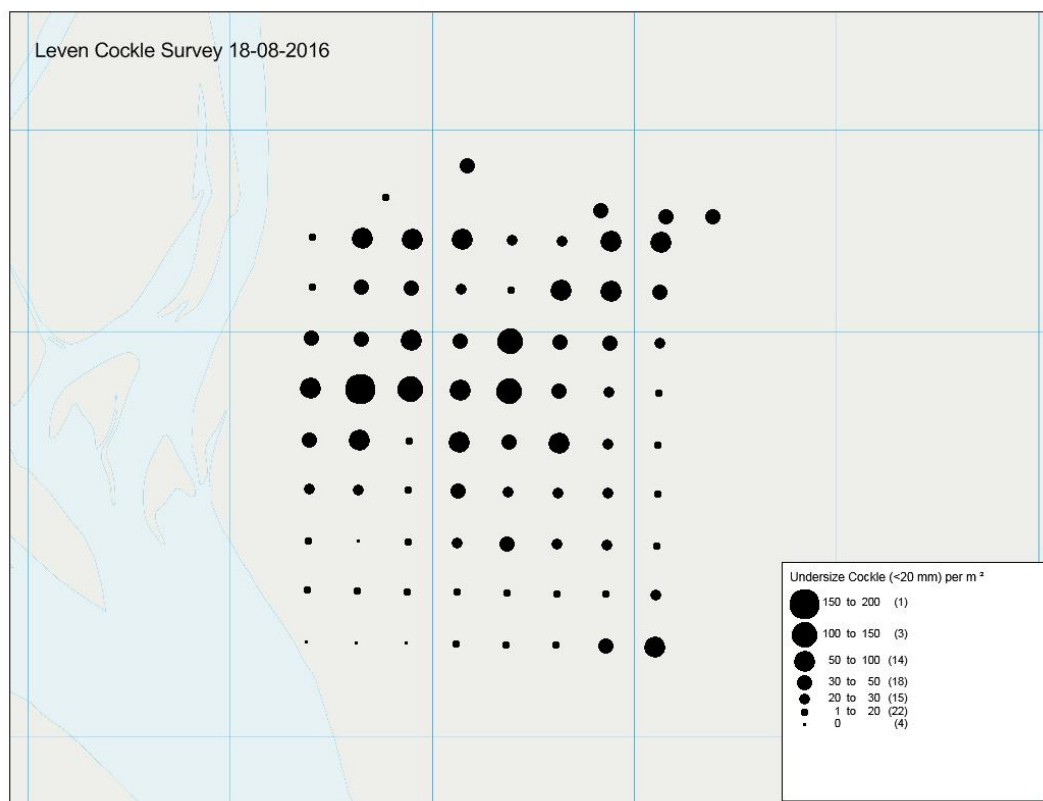 Leven Cockle Survey 18-08-2016
Undersize Cockle (<20 mm) per m ²
150 to 200 (1)
100 to 150 (3)
50 to 100 (14)
30 to 50 (18)
20 to 30 (15)
1 to 20 (22)
0 (4)